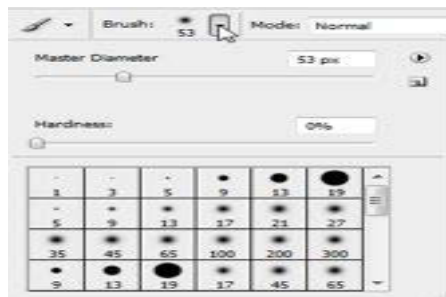 Brush: 53 Mode: Normal
Master Diameter 53 px
Hardness: 0%
1 3 5 9 13 19
5 9 13 17 21 27
35 45 65 100 200 300
9 13 19 17 45 65